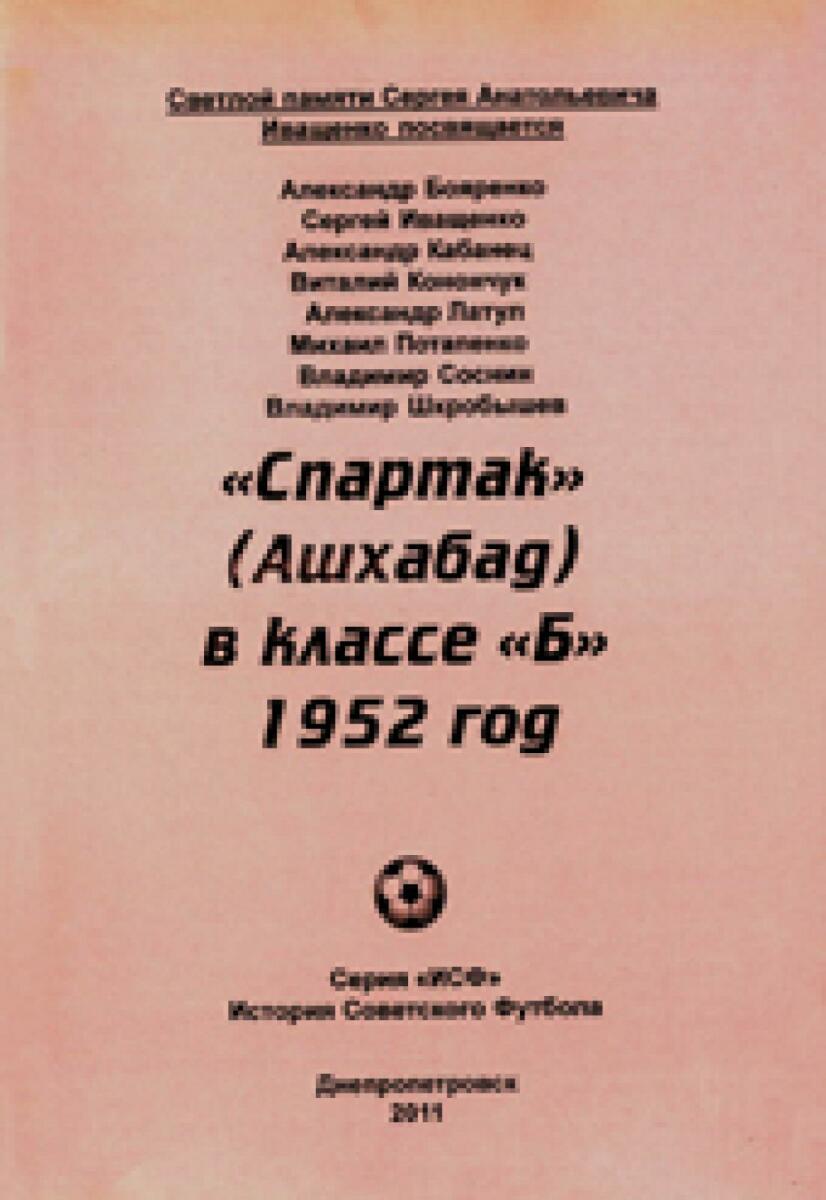 Светлой памяти Сергея Анатольевича
Иващенко посвящается
Александр Бояренко
Сергей Иващенко
Александр Кабанец
Виталий Конончук
Александр Латуп
Михаил Потапенко
Владимир Соснин
Владимир Шкробышев
«Спартак»
(Ашхабад)
в классе «Б»
1952 год
Серия «ИСФ»
История Советского Футбола
Днепропетровск
2011